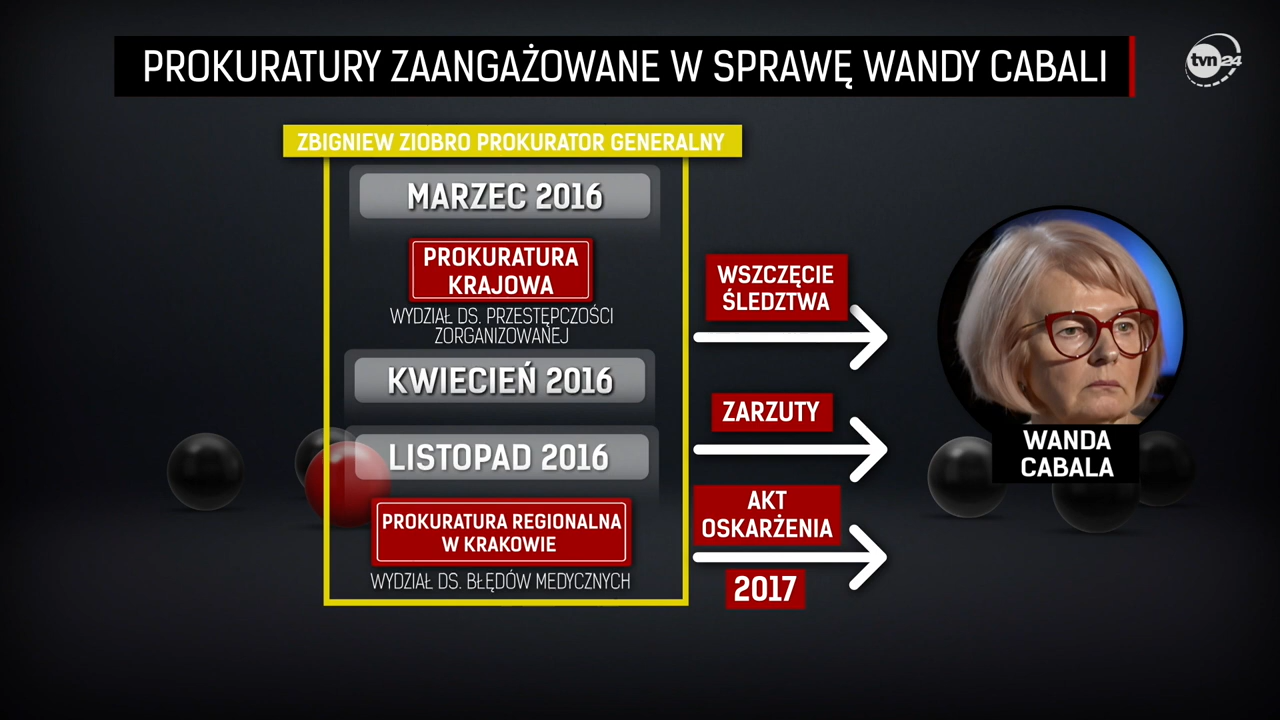 PROKURATURY ZAANGAŻOWANE W SPRAWĘ WANDY CABALI
tvn24
ZBIGNIEW ZIOBRO PROKURATOR GENERALNY
MARZEC 2016
PROKURATURA
KRAJOWA
WYDZIAŁ DS. PRZESTĘPCZOŚCI
ZORGANIZOWANEJ
WSZCZĘCIE
ŚLEDZTWA
KWIECIEŃ 2016
ZARZUTY
LISTOPAD 2016
PROKURATURA REGIONALNA
W KRAKOWIE
WYDZIAŁ DS. BŁĘDÓW MEDYCZNYCH
AKT
OSKARŻENIA
2017
WANDA
CABALA